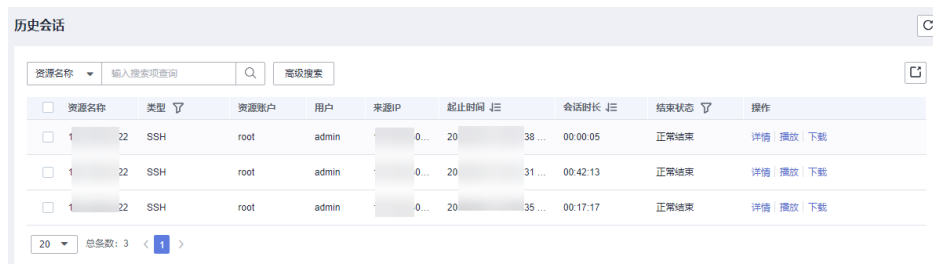 历史会话
资源名称 输入搜索项查询 高级搜索
资源名称 类型 资源账户 用户 来源IP 起止时间 会话时长 结束状态 操作
1 22 SSH root admin 0... 20 38 ... 00:00:05 正常结束 详情 播放 下载
1 22 SSH root admin 0... 20 31 ... 00:42:13 正常结束 详情 播放 下载
1 22 SSH root admin 0... 20 35 ... 00:17:17 正常结束 详情 播放 下载
20 总条数: 3 < 1 >